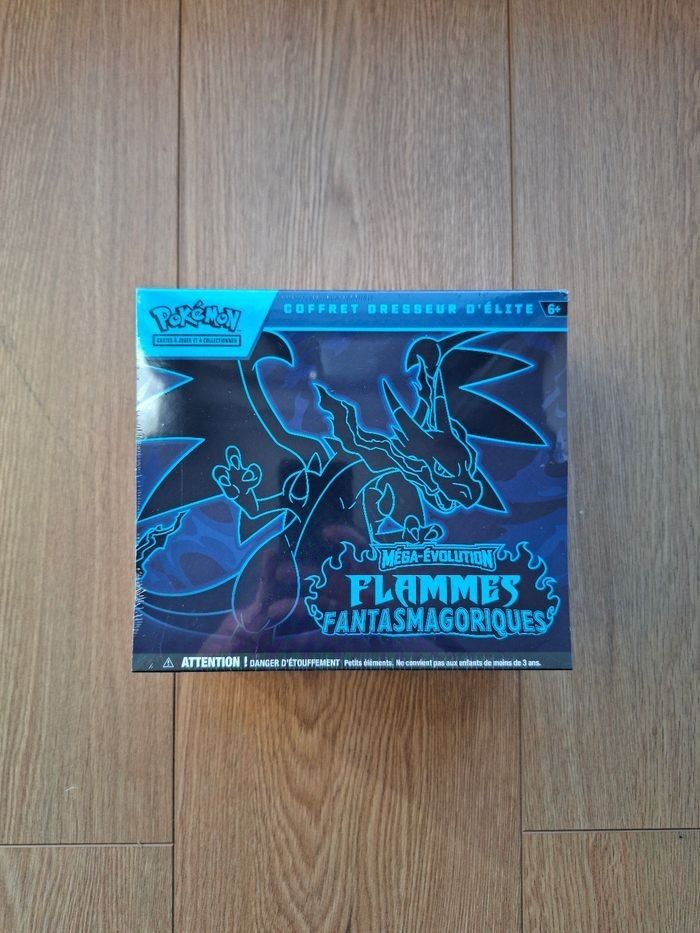 Pokémon
CARTES À JOUER ET À COLLECTIONNER
COFFRET DRESSEUR D'ÉLITE
6+
MÉGA-ÉVOLUTION
FLAMMES
FANTASMAGORIQUES
⚠ ATTENTION ! DANGER D'ÉTOUFFEMENT Petits éléments. Ne convient pas aux enfants de moins de 3 ans.